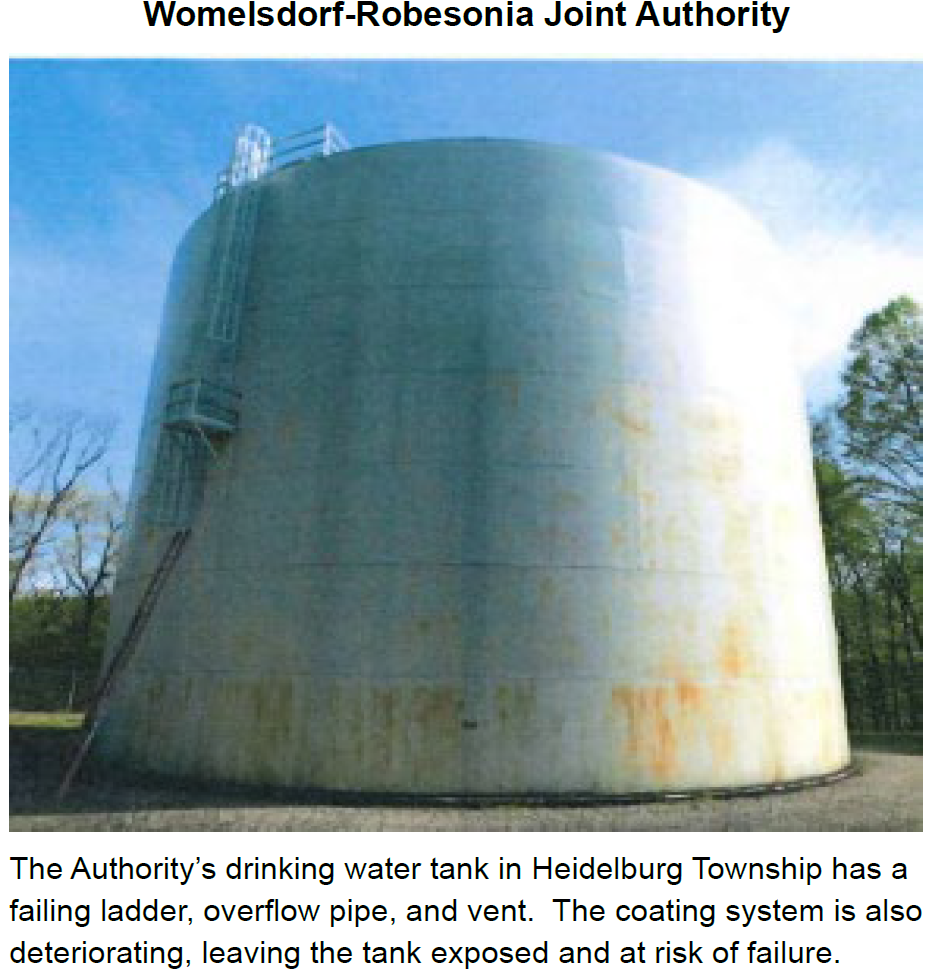 Womelsdorf-Robesonia Joint Authority
The Authority’s drinking water tank in Heidelburg Township has a
failing ladder, overflow pipe, and vent.  The coating system is also
deteriorating, leaving the tank exposed and at risk of failure.